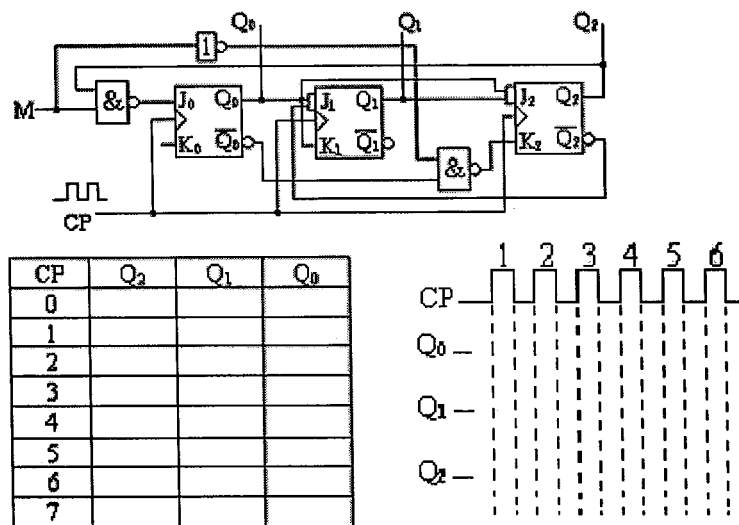 Q₀ Q₁ Q₂
1
M & J₀ Q₀ J₁ Q₁ J₂ Q₂
K₀ Q̅₀ K₁ Q̅₁ & K₂ Q̅₂
CP
CP Q₂ Q₁ Q₀
0
1
2
3
4
5
6
7
1 2 3 4 5 6
CP
Q₀
Q₁
Q₂